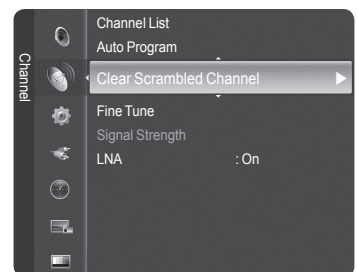 Channel
Channel List
Auto Program
Clear Scrambled Channel
Fine Tune
Signal Strength
LNA : On